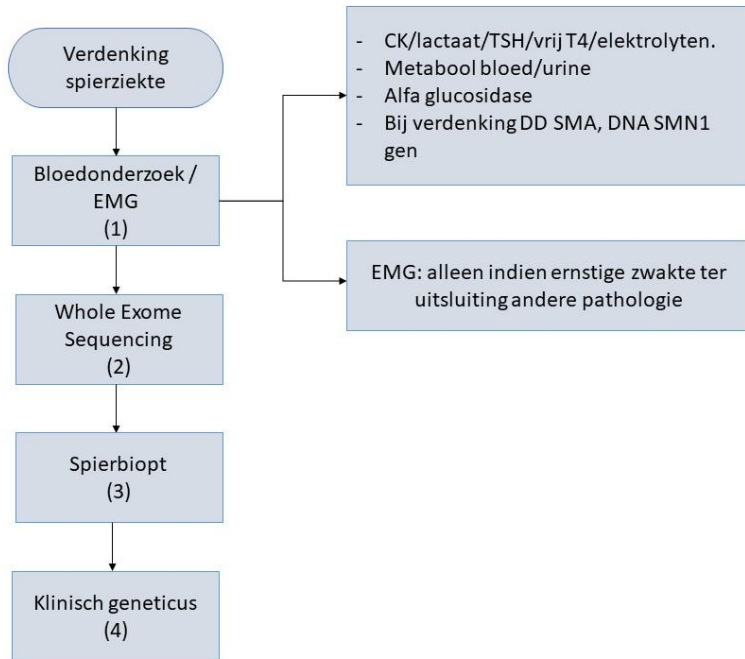 Verdenking
spierziekte
Bloedonderzoek /
EMG
(1)
- CK/lactaat/TSH/vrij T4/elektrolyten.
- Metabool bloed/urine
- Alfa glucosidase
- Bij verdenking DD SMA, DNA SMN1
gen
EMG: alleen indien ernstige zwakte ter
uitsluiting andere pathologie
Whole Exome
Sequencing
(2)
Spierbiopt
(3)
Klinisch geneticus
(4)